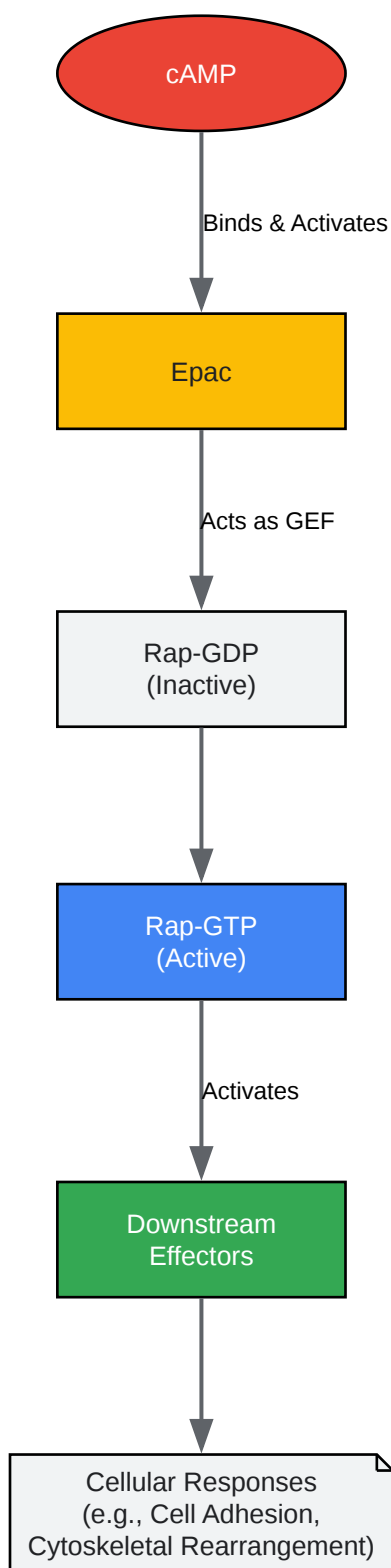 cAMP
Binds & Activates
Epac
Acts as GEF
Rap-GDP
(Inactive)
Rap-GTP
(Active)
Activates
Downstream
Effectors
Cellular Responses
(e.g., Cell Adhesion,
Cytoskeletal Rearrangement)